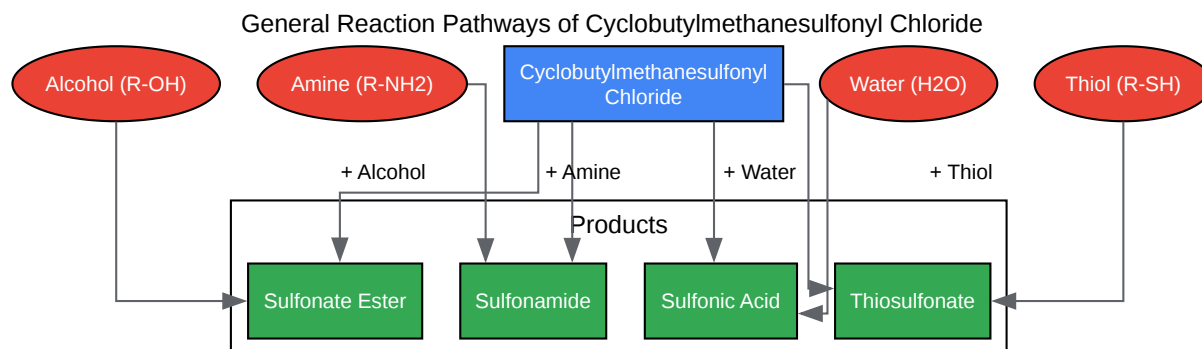 General Reaction Pathways of Cyclobutylmethanesulfonyl Chloride
Alcohol (R-OH)
Amine (R-NH2)
Cyclobutylmethanesulfonyl
Chloride
Water (H2O)
Thiol (R-SH)
+ Alcohol
+ Amine
+ Water
+ Thiol
Products
Sulfonate Ester
Sulfonamide
Sulfonic Acid
Thiosulfonate